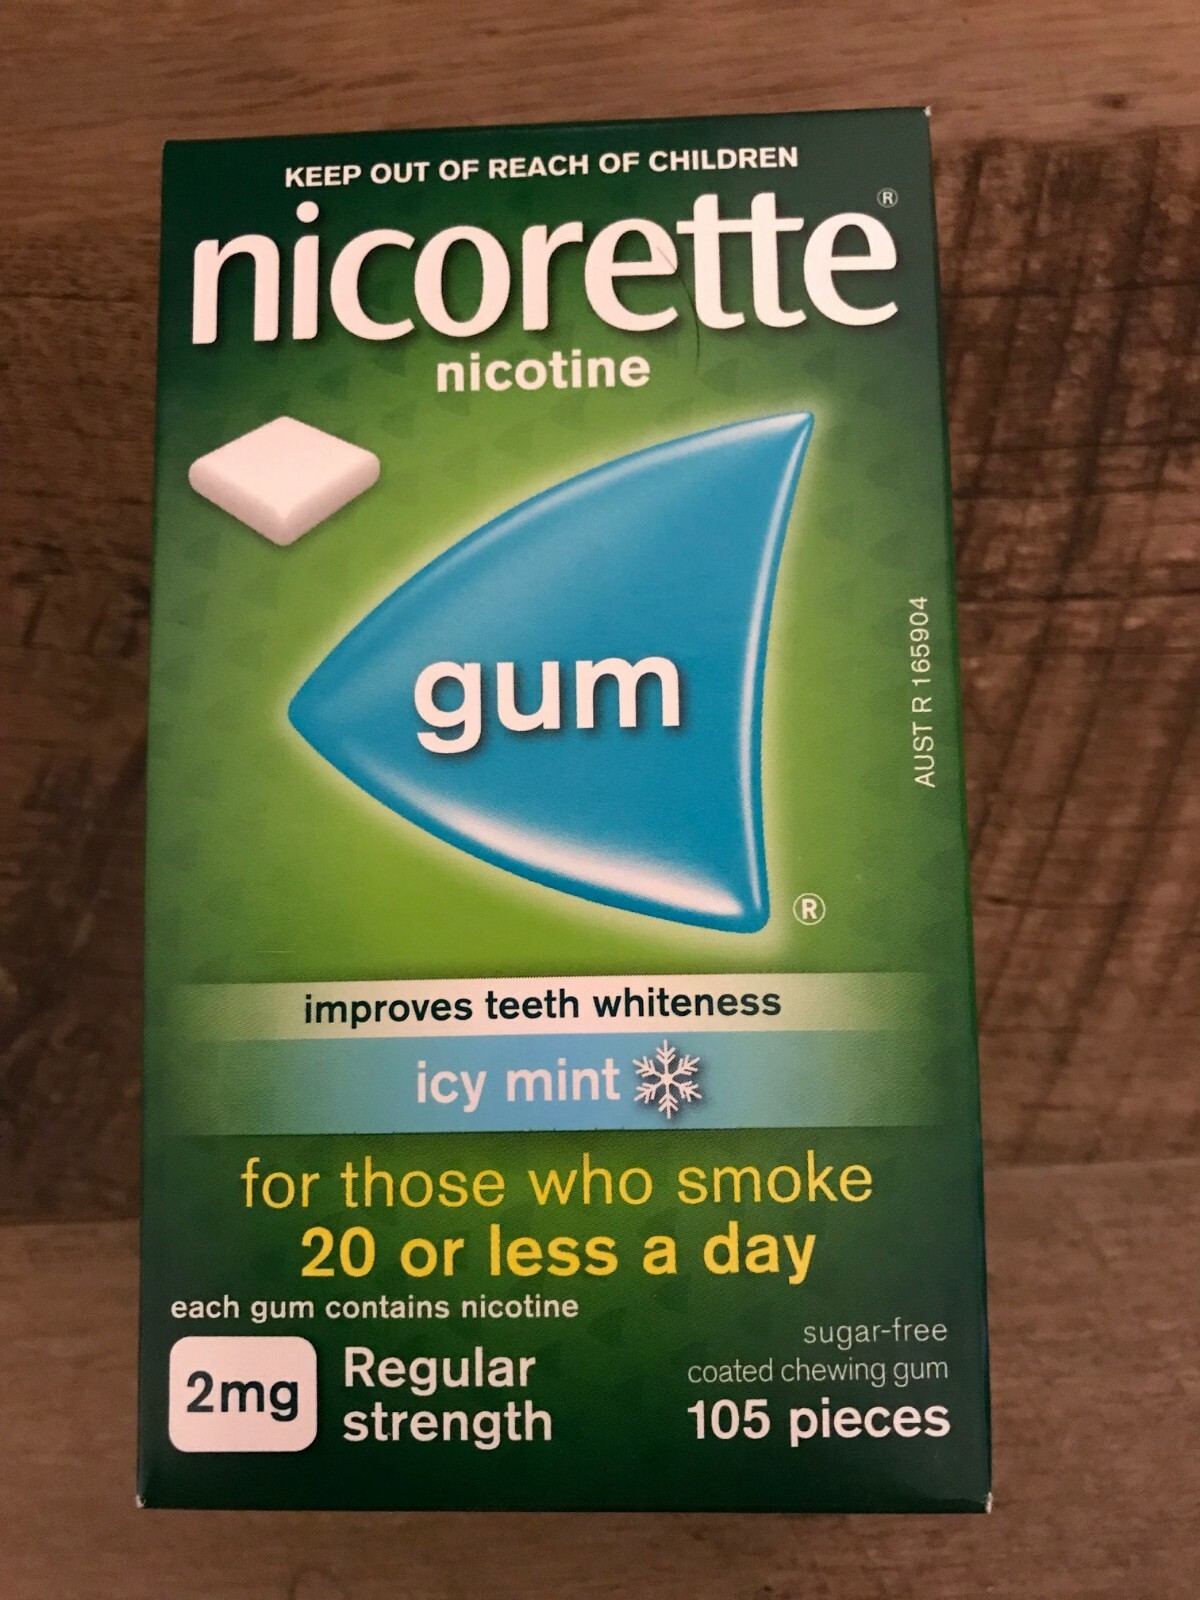 KEEP OUT OF REACH OF CHILDREN
nicorette®
nicotine
gum
®
AUST R 165904
improves teeth whiteness
icy mint
for those who smoke
20 or less a day
each gum contains nicotine
2mg
Regular
strength
sugar-free
coated chewing gum
105 pieces